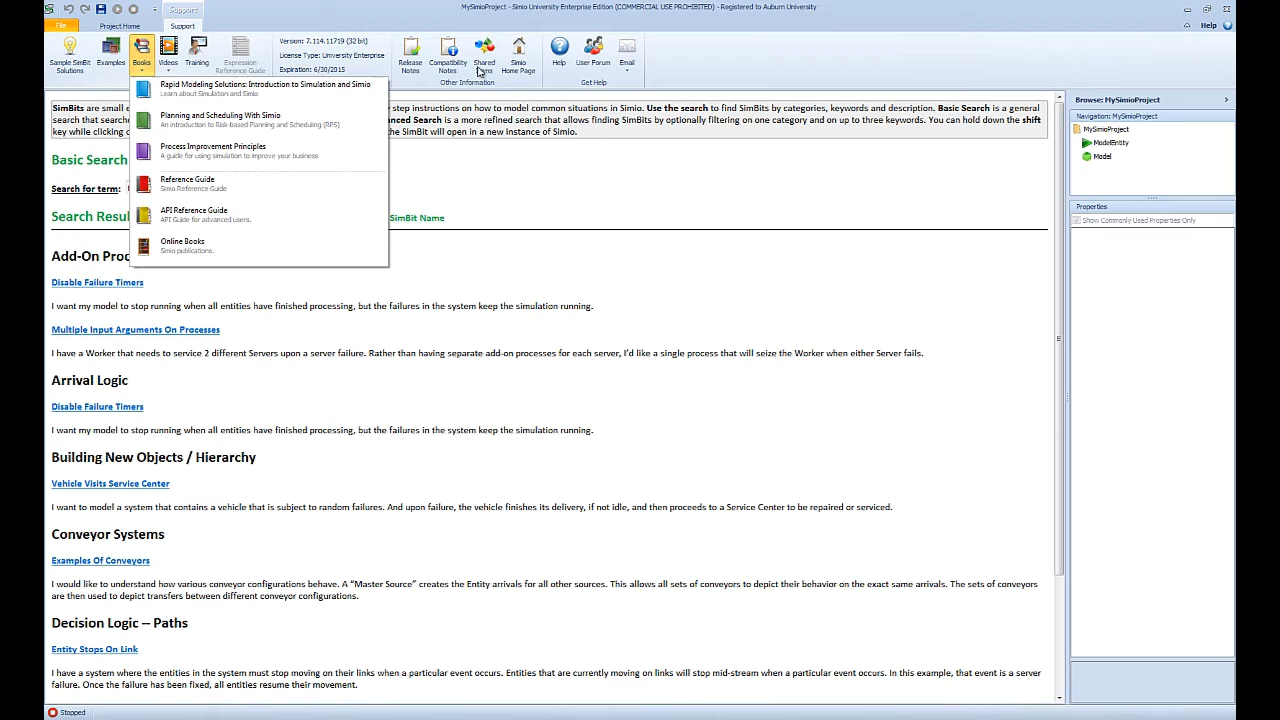 MySimioProject - Simio University Enterprise Edition (COMMERCIAL USE PROHIBITED) - Registered to Auburn University
Support
File
Project Home
Support
Help
Sample SimBit Solutions
Examples
Books
Videos
Training
Expression Reference Guide
Version: 7.114.11719 (32 bit)
License Type: University Enterprise
Expiration: 6/30/2015
Release Notes
Compatibility Notes
Shared
Simio Home Page
Other Information
Help
User Forum
Email
Get Help
Rapid Modeling Solutions: Introduction to Simulation and Simio
Learn about Simulation and Simio
Planning and Scheduling With Simio
An introduction to Risk-based Planning and Scheduling (RPS)
Process Improvement Principles
A guide for using simulation to improve your business
Reference Guide
Simio Reference Guide
API Reference Guide
API Guide for advanced users.
Online Books
Simio publications.
SimBits are small e
step instructions on how to model common situations in Simio. Use the search to find SimBits by categories, keywords and description. Basic Search is a general
search that search
anced Search is a more refined search that allows finding SimBits by optionally filtering on one category and on up to three keywords. You can hold down the shift
key while clicking o
the SimBit will open in a new instance of Simio.
Basic Search
Search for term:
Search Resul
SimBit Name
Add-On Proc
Disable Failure Timers
I want my model to stop running when all entities have finished processing, but the failures in the system keep the simulation running.
Multiple Input Arguments On Processes
I have a Worker that needs to service 2 different Servers upon a server failure. Rather than having separate add-on processes for each server, I'd like a single process that will seize the Worker when either Server fails.
Arrival Logic
Disable Failure Timers
I want my model to stop running when all entities have finished processing, but the failures in the system keep the simulation running.
Building New Objects / Hierarchy
Vehicle Visits Service Center
I want to model a system that contains a vehicle that is subject to random failures. And upon failure, the vehicle finishes its delivery, if not idle, and then proceeds to a Service Center to be repaired or serviced.
Conveyor Systems
Examples Of Conveyors
I would like to understand how various conveyor configurations behave. A “Master Source” creates the Entity arrivals for all other sources. This allows all sets of conveyors to depict their behavior on the exact same arrivals. The sets of conveyors
are then used to depict transfers between different conveyor configurations.
Decision Logic -- Paths
Entity Stops On Link
I have a system where the entities in the system must stop moving on their links when a particular event occurs. Entities that are currently moving on links will stop mid-stream when a particular event occurs. In this example, that event is a server
failure. Once the failure has been fixed, all entities resume their movement.
Browse: MySimioProject
Navigation: MySimioProject
MySimioProject
ModelEntity
Model
Properties
Show Commonly Used Properties Only
Stopped